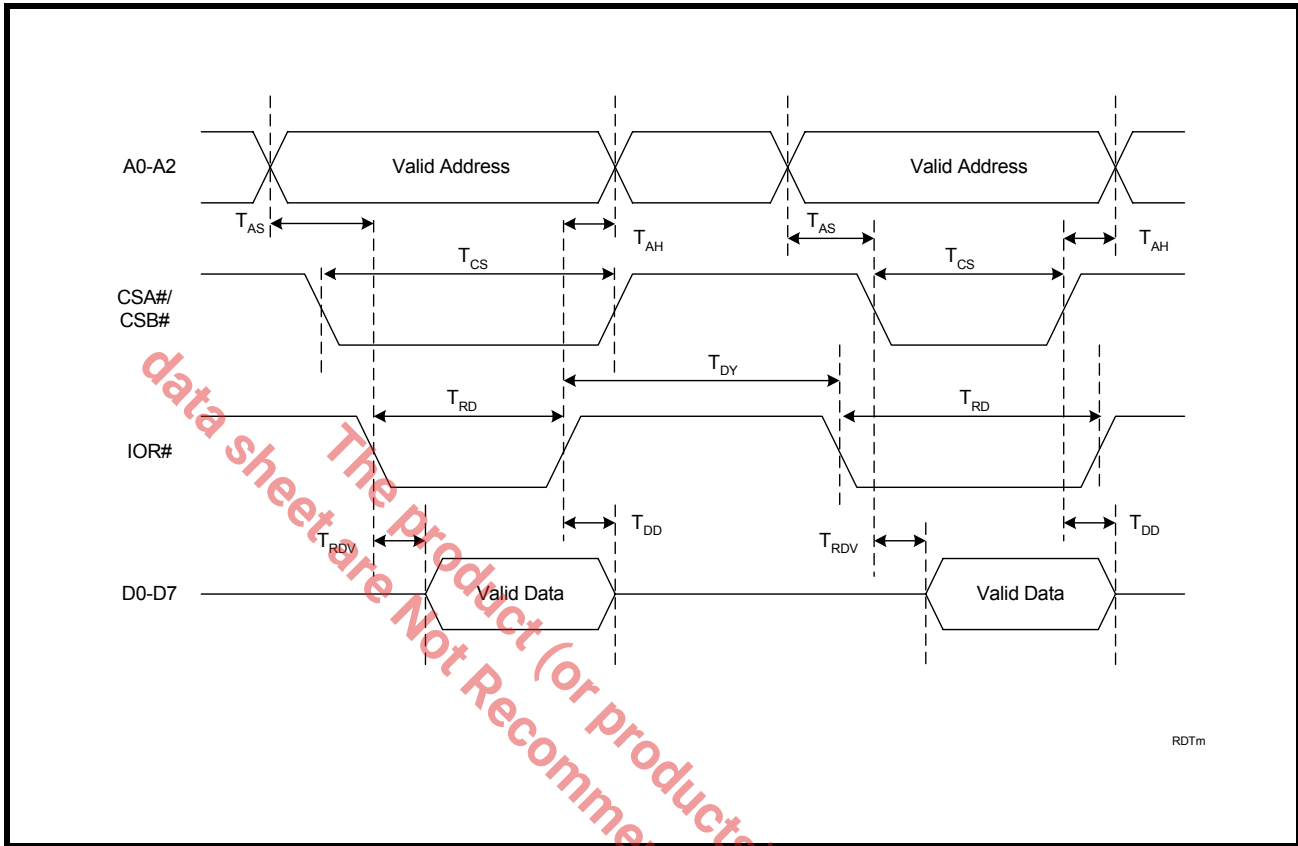 A0-A2
Valid Address
Valid Address
TAS
TAH
TAS
TAH
TCS
TCS
CSA#/
CSB#
TDY
TRD
TRD
IOR#
TRDV
TDD
TRDV
TDD
D0-D7
Valid Data
Valid Data
RDTm
The product (or products
data sheet are Not Recomme